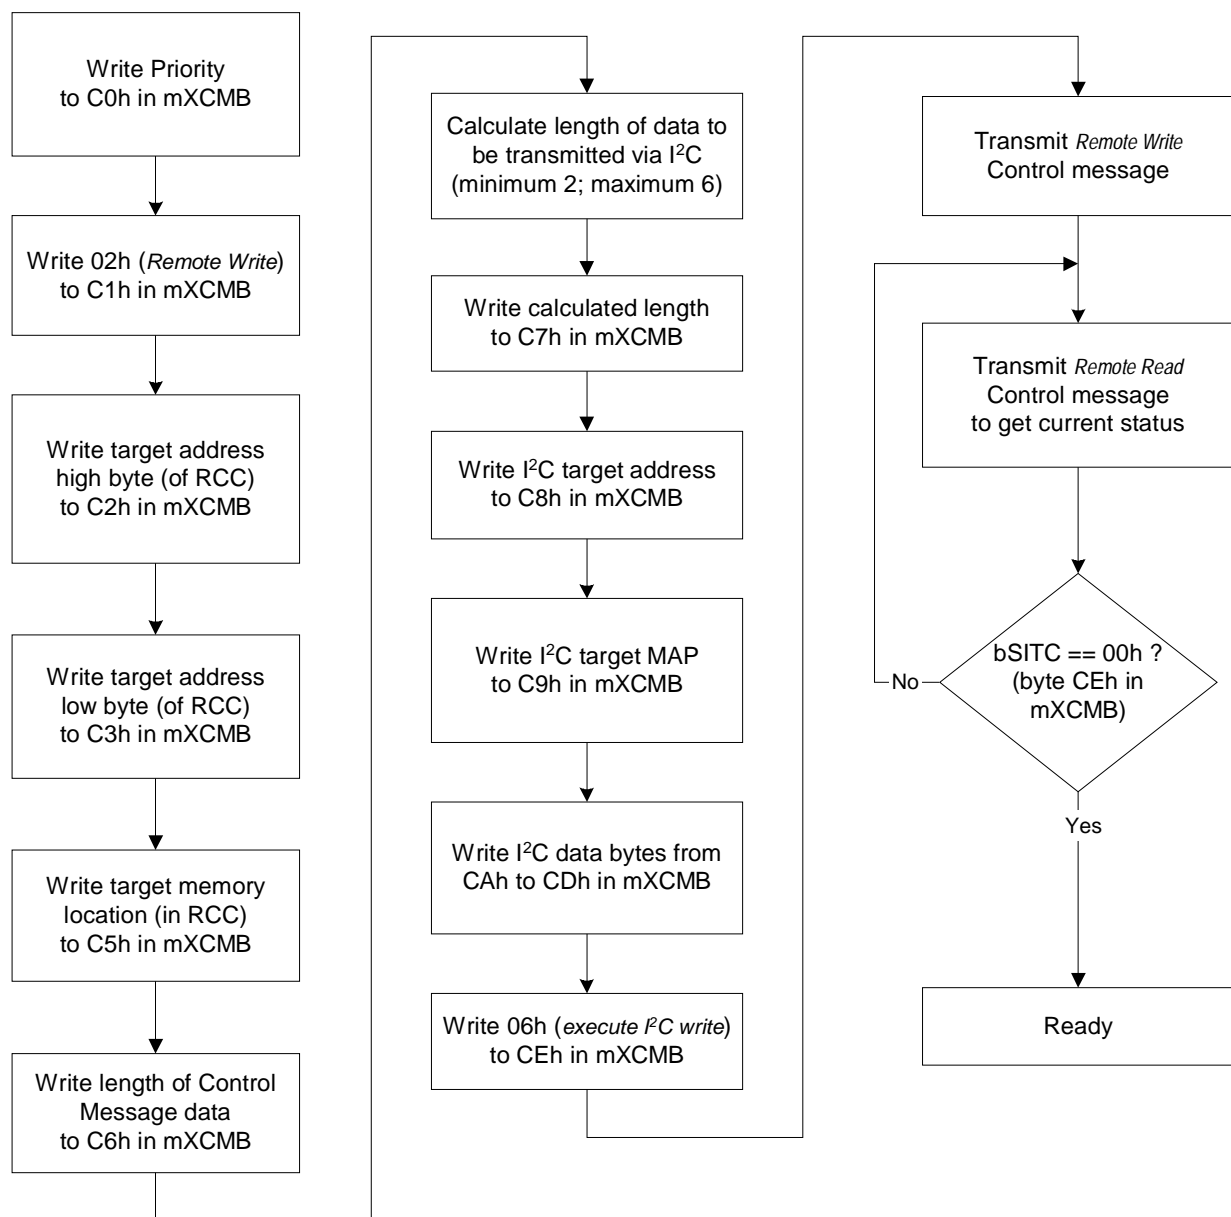 Write Priority
to C0h in mXCMB
Write 02h (Remote Write)
to C1h in mXCMB
Write target address
high byte (of RCC)
to C2h in mXCMB
Write target address
low byte (of RCC)
to C3h in mXCMB
Write target memory
location (in RCC)
to C5h in mXCMB
Write length of Control
Message data
to C6h in mXCMB
Calculate length of data to
be transmitted via I²C
(minimum 2; maximum 6)
Write calculated length
to C7h in mXCMB
Write I²C target address
to C8h in mXCMB
Write I²C target MAP
to C9h in mXCMB
Write I²C data bytes from
CAh to CDh in mXCMB
Write 06h (execute I²C write)
to CEh in mXCMB
Transmit Remote Write
Control message
Transmit Remote Read
Control message
to get current status
bSITC == 00h ?
(byte CEh in
mXCMB)
No
Yes
Ready